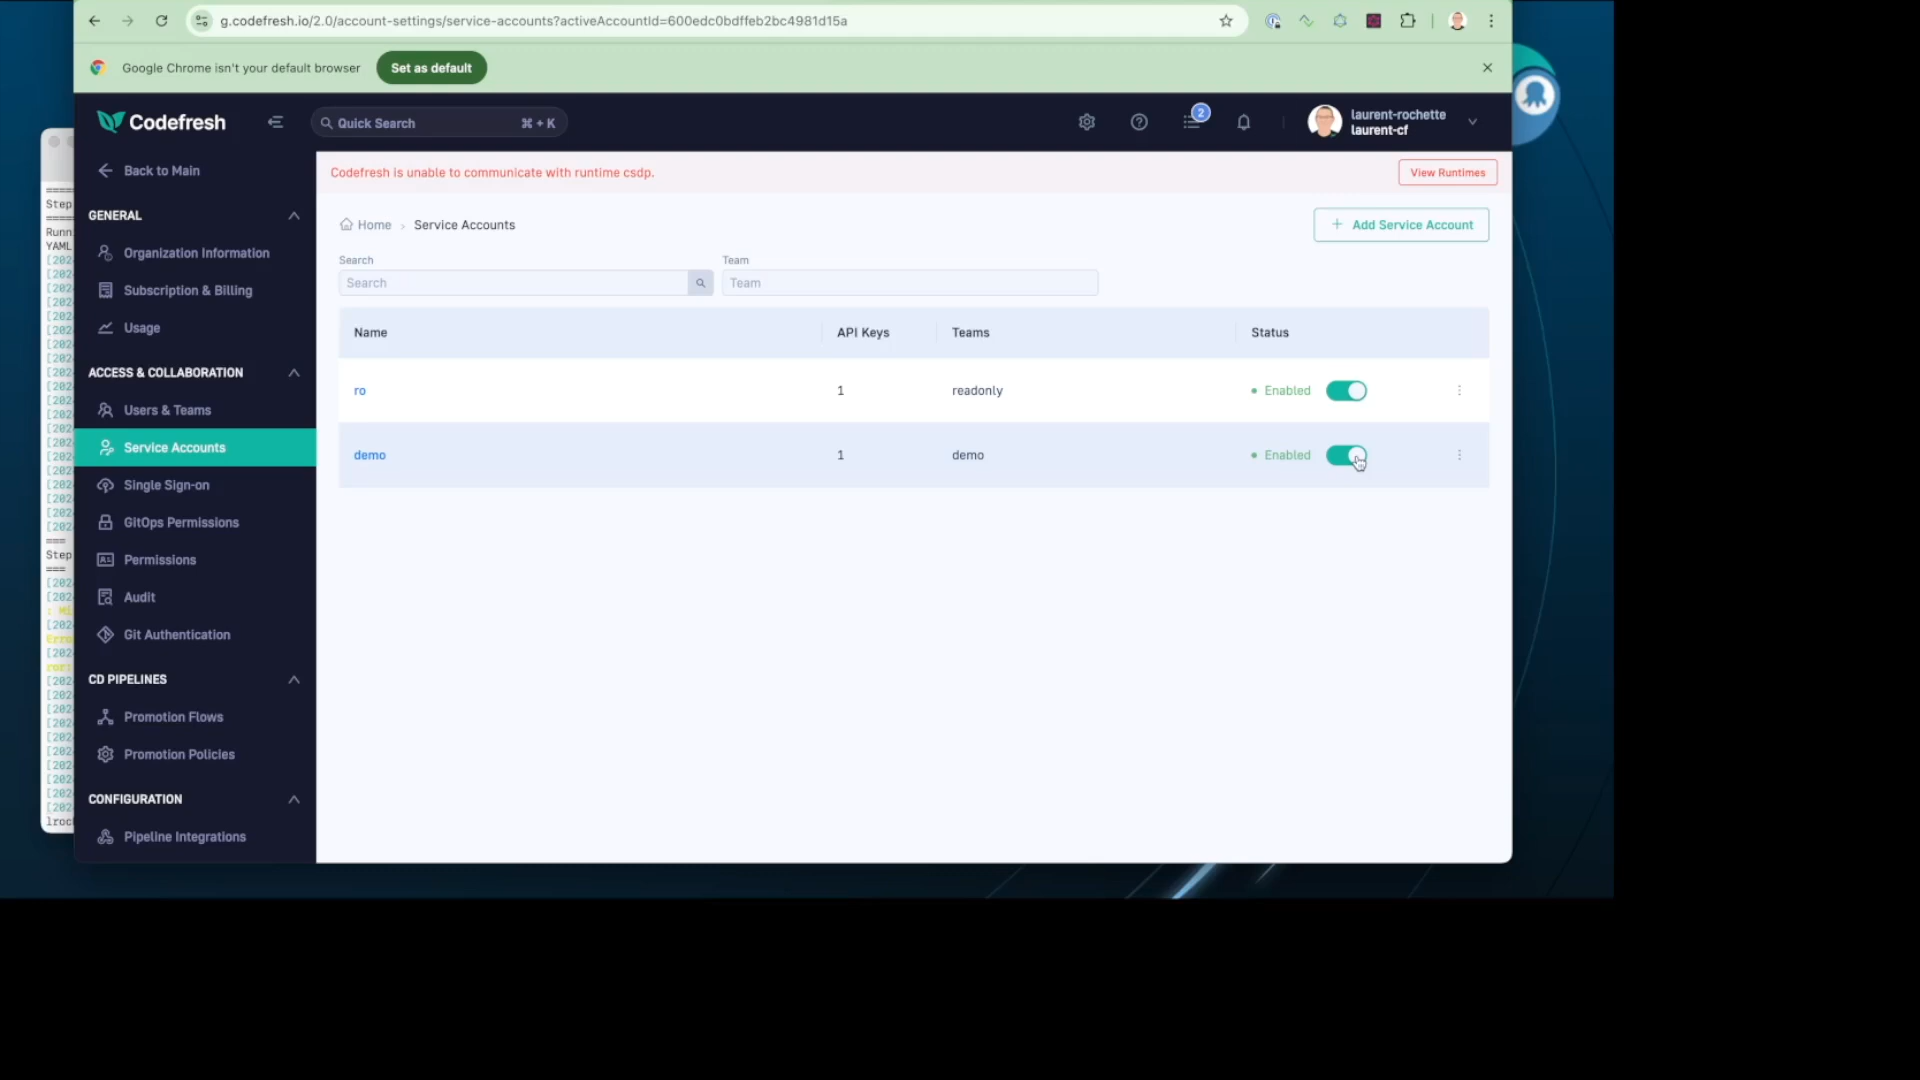 g.codefresh.io/2.0/account-settings/service-accounts?activeAccountId=600edc0bdffeb2bc4981d15a
Google Chrome isn't your default browser
Set as default
Codefresh
Quick Search
⌘ + K
2
laurent-rochette
laurent-cf
Back to Main
Codefresh is unable to communicate with runtime csdp.
View Runtimes
GENERAL
Organization Information
Subscription & Billing
Usage
ACCESS & COLLABORATION
Users & Teams
Service Accounts
Single Sign-on
GitOps Permissions
Permissions
Audit
Git Authentication
CD PIPELINES
Promotion Flows
Promotion Policies
CONFIGURATION
Pipeline Integrations
Home > Service Accounts
+ Add Service Account
Search
Team
Search
Team
Name API Keys Teams Status
ro 1 readonly Enabled
demo 1 demo Enabled
Step
YAML
Step